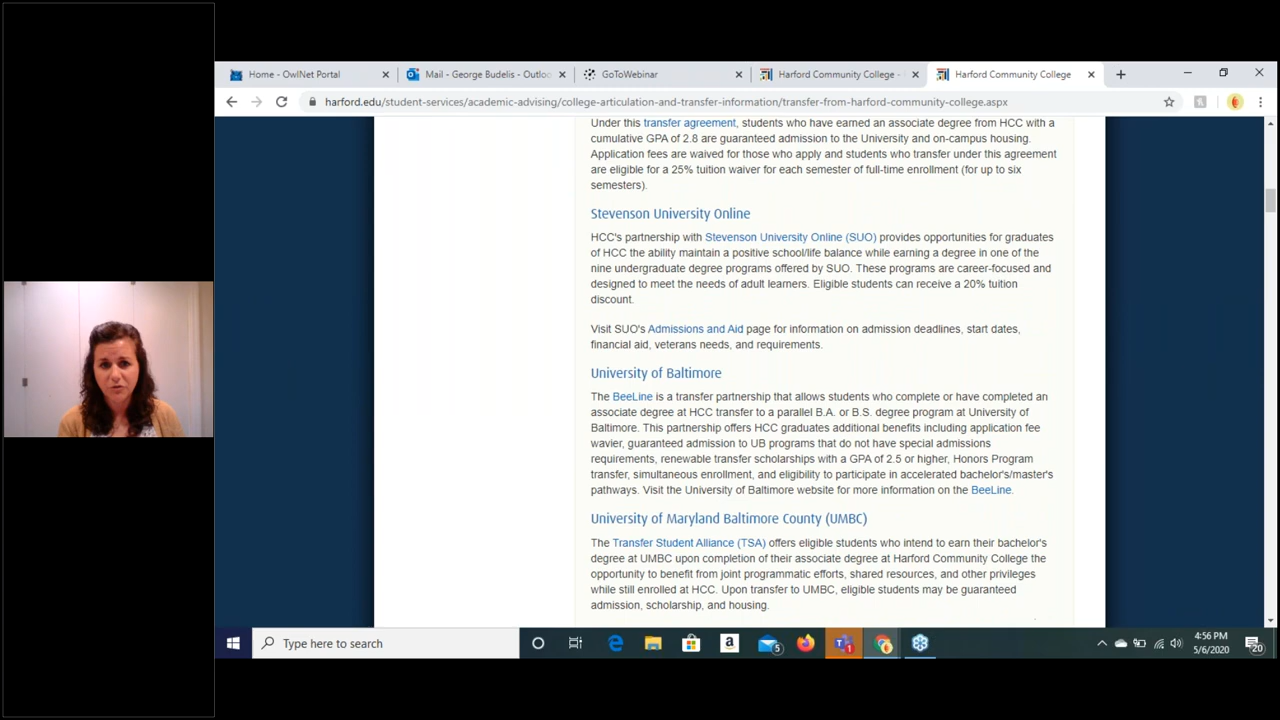 Home - OwlNet Portal
Mail - George Budelis - Outloo
GoToWebinar
Harford Community College -
Harford Community College
harford.edu/student-services/academic-advising/college-articulation-and-transfer-information/transfer-from-harford-community-college.aspx
Under this transfer agreement, students who have earned an associate degree from HCC with a
cumulative GPA of 2.8 are guaranteed admission to the University and on-campus housing.
Application fees are waived for those who apply and students who transfer under this agreement
are eligible for a 25% tuition waiver for each semester of full-time enrollment (for up to six
semesters).
Stevenson University Online
HCC's partnership with Stevenson University Online (SUO) provides opportunities for graduates
of HCC the ability maintain a positive school/life balance while earning a degree in one of the
nine undergraduate degree programs offered by SUO. These programs are career-focused and
designed to meet the needs of adult learners. Eligible students can receive a 20% tuition
discount.
Visit SUO's Admissions and Aid page for information on admission deadlines, start dates,
financial aid, veterans needs, and requirements.
University of Baltimore
The BeeLine is a transfer partnership that allows students who complete or have completed an
associate degree at HCC transfer to a parallel B.A. or B.S. degree program at University of
Baltimore. This partnership offers HCC graduates additional benefits including application fee
wavier, guaranteed admission to UB programs that do not have special admissions
requirements, renewable transfer scholarships with a GPA of 2.5 or higher, Honors Program
transfer, simultaneous enrollment, and eligibility to participate in accelerated bachelor's/master's
pathways. Visit the University of Baltimore website for more information on the BeeLine.
University of Maryland Baltimore County (UMBC)
The Transfer Student Alliance (TSA) offers eligible students who intend to earn their bachelor's
degree at UMBC upon completion of their associate degree at Harford Community College the
opportunity to benefit from joint programmatic efforts, shared resources, and other privileges
while still enrolled at HCC. Upon transfer to UMBC, eligible students may be guaranteed
admission, scholarship, and housing.
Type here to search
a
5
1
4:56 PM
5/6/2020
20